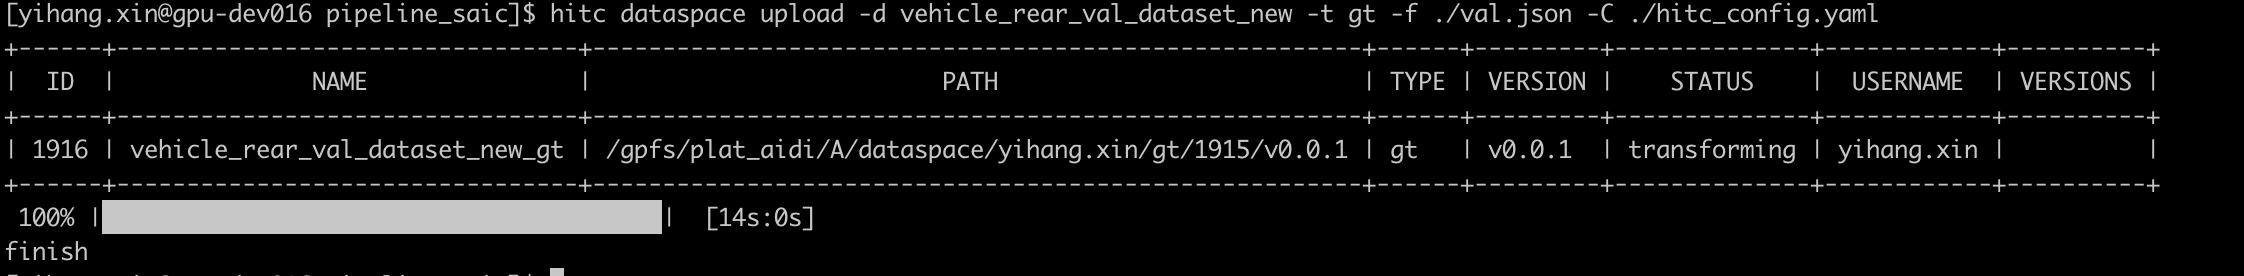 [yihang.xin@gpu-dev016 pipeline_saic]$ hitc dataspace upload -d vehicle_rear_val_dataset_new -t gt -f ./val.json -C ./hitc_config.yaml
+------+-------------------------------+---------------------------------------------------+------+---------+--------------+------------+----------+
|  ID  |              NAME             |                        PATH                       | TYPE | VERSION |    STATUS    |  USERNAME  | VERSIONS |
+------+-------------------------------+---------------------------------------------------+------+---------+--------------+------------+----------+
| 1916 | vehicle_rear_val_dataset_new_gt | /gpfs/plat_aidi/A/dataspace/yihang.xin/gt/1915/v0.0.1 | gt   | v0.0.1  | transforming | yihang.xin |          |
+------+-------------------------------+---------------------------------------------------+------+---------+--------------+------------+----------+
100% | | [14s:0s]
finish